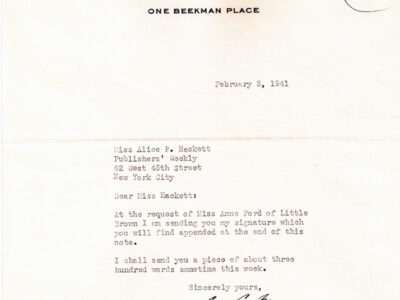 ONE BEEKMAN PLACE
February 3, 1941
Miss Alice P. Hackett
Publishers' Weekly
62 West 45th Street
New York City
Dear Miss Hackett:
At the request of Miss Anne Ford of Little
Brown I am sending you my signature which
you will find appended at the end of this
note.
I shall send you a piece of about three
hundred words sometime this week.
Sincerely yours,